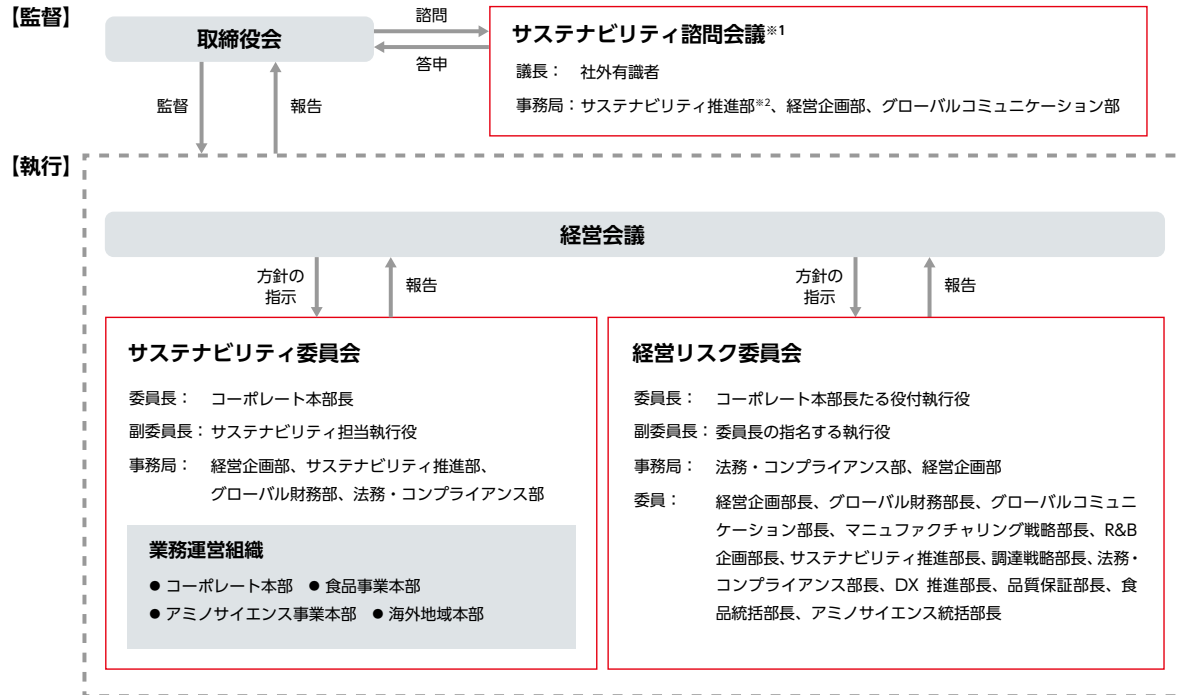 【監督】
取締役会
諮問
答申
サステナビリティ諮問会議※1
議長： 社外有識者
事務局：サステナビリティ推進部※2、経営企画部、グローバルコミュニケーション部
監督
報告
【執行】
経営会議
方針の
指示
報告
方針の
指示
報告
サステナビリティ委員会
委員長： コーポレート本部長
副委員長：サステナビリティ担当執行役
事務局： 経営企画部、サステナビリティ推進部、
グローバル財務部、法務・コンプライアンス部
業務運営組織
● コーポレート本部 ● 食品事業本部
● アミノサイエンス事業本部 ● 海外地域本部
経営リスク委員会
委員長： コーポレート本部長たる役付執行役
副委員長：委員長の指名する執行役
事務局： 法務・コンプライアンス部、経営企画部
委員： 経営企画部長、グローバル財務部長、グローバルコミュニ
ケーション部長、マニュファクチャリング戦略部長、R&B
企画部長、サステナビリティ推進部長、調達戦略部長、法務・
コンプライアンス部長、DX 推進部長、品質保証部長、食
品統括部長、アミノサイエンス統括部長